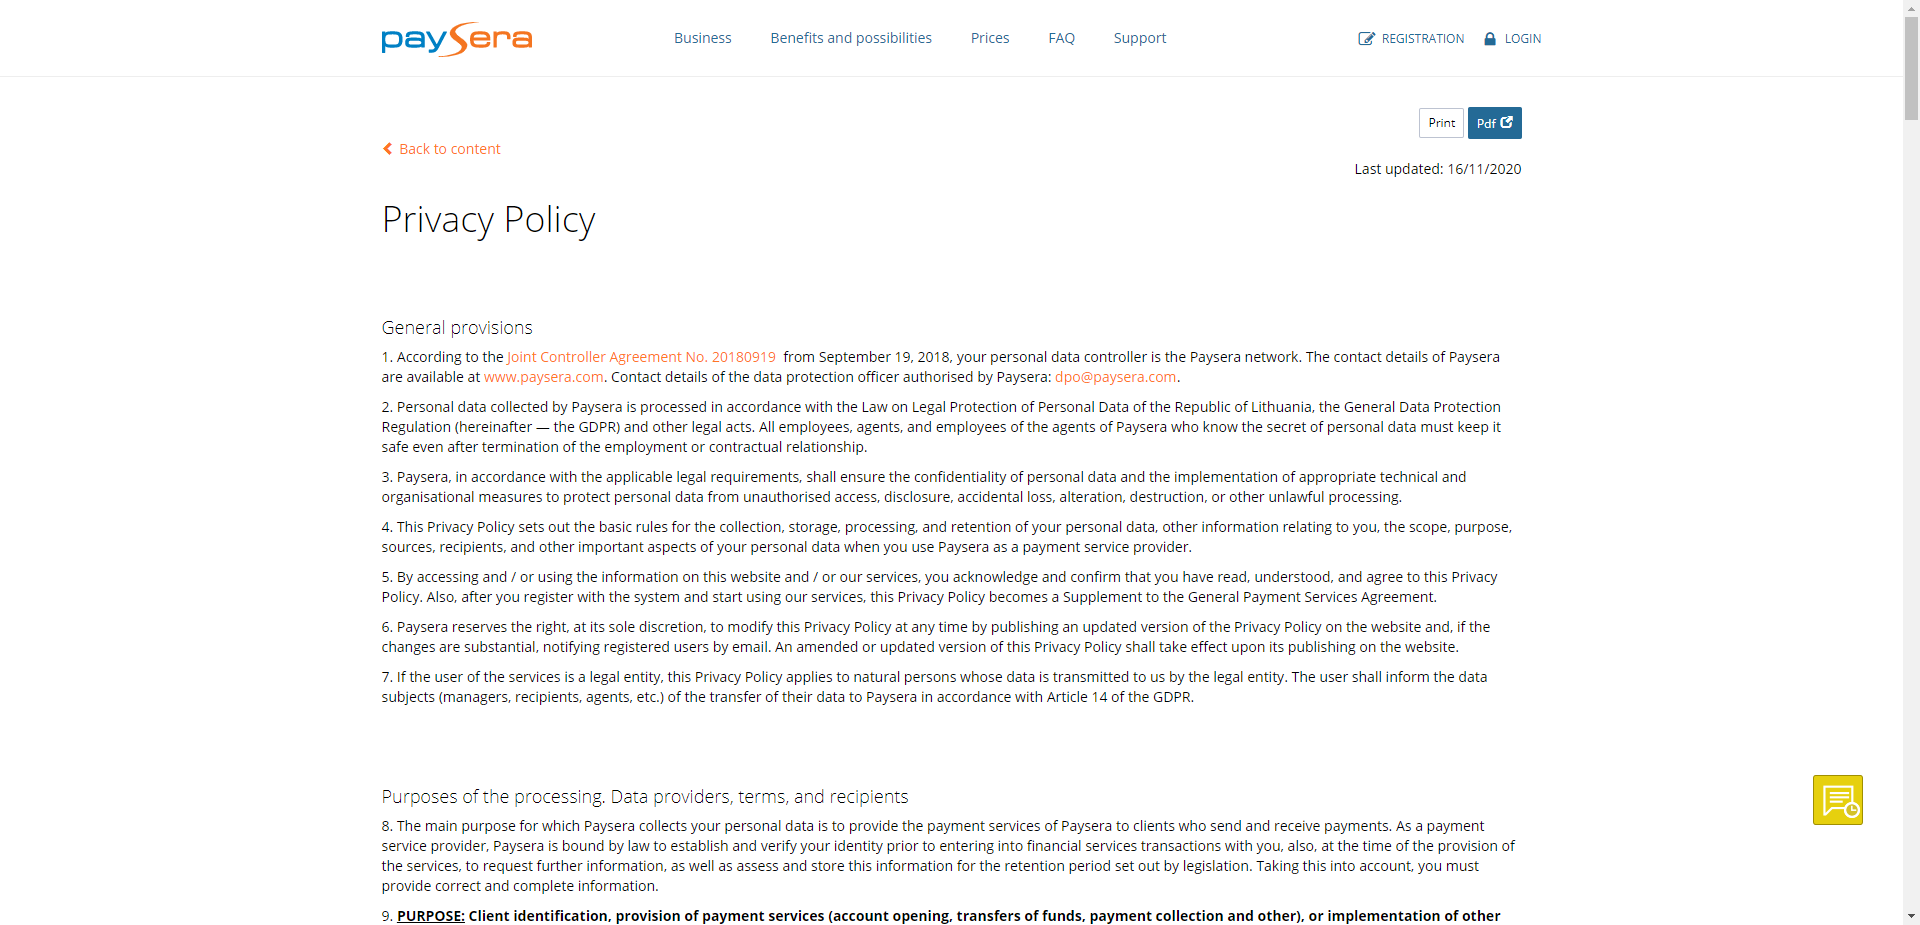 paysera
Business
Benefits and possibilities
Prices
FAQ
Support
REGISTRATION
LOGIN
Print
Pdf
Back to content
Last updated: 16/11/2020
Privacy Policy
General provisions
1. According to the Joint Controller Agreement No. 20180919 from September 19, 2018, your personal data controller is the Paysera network. The contact details of Paysera
are available at www.paysera.com. Contact details of the data protection officer authorised by Paysera: dpo@paysera.com.
2. Personal data collected by Paysera is processed in accordance with the Law on Legal Protection of Personal Data of the Republic of Lithuania, the General Data Protection
Regulation (hereinafter — the GDPR) and other legal acts. All employees, agents, and employees of the agents of Paysera who know the secret of personal data must keep it
safe even after termination of the employment or contractual relationship.
3. Paysera, in accordance with the applicable legal requirements, shall ensure the confidentiality of personal data and the implementation of appropriate technical and
organisational measures to protect personal data from unauthorised access, disclosure, accidental loss, alteration, destruction, or other unlawful processing.
4. This Privacy Policy sets out the basic rules for the collection, storage, processing, and retention of your personal data, other information relating to you, the scope, purpose,
sources, recipients, and other important aspects of your personal data when you use Paysera as a payment service provider.
5. By accessing and / or using the information on this website and / or our services, you acknowledge and confirm that you have read, understood, and agree to this Privacy
Policy. Also, after you register with the system and start using our services, this Privacy Policy becomes a Supplement to the General Payment Services Agreement.
6. Paysera reserves the right, at its sole discretion, to modify this Privacy Policy at any time by publishing an updated version of the Privacy Policy on the website and, if the
changes are substantial, notifying registered users by email. An amended or updated version of this Privacy Policy shall take effect upon its publishing on the website.
7. If the user of the services is a legal entity, this Privacy Policy applies to natural persons whose data is transmitted to us by the legal entity. The user shall inform the data
subjects (managers, recipients, agents, etc.) of the transfer of their data to Paysera in accordance with Article 14 of the GDPR.
Purposes of the processing. Data providers, terms, and recipients
8. The main purpose for which Paysera collects your personal data is to provide the payment services of Paysera to clients who send and receive payments. As a payment
service provider, Paysera is bound by law to establish and verify your identity prior to entering into financial services transactions with you, also, at the time of the provision of
the services, to request further information, as well as assess and store this information for the retention period set out by legislation. Taking this into account, you must
provide correct and complete information.
9. PURPOSE: Client identification, provision of payment services (account opening, transfers of funds, payment collection and other), or implementation of other